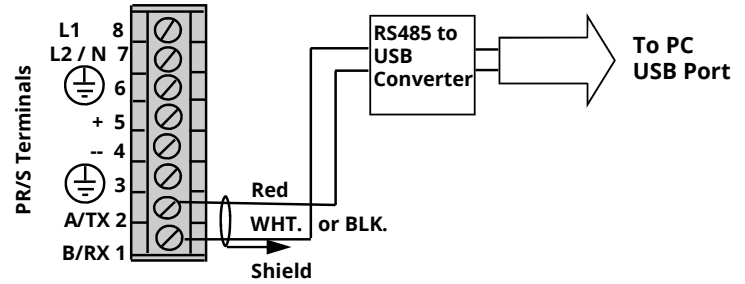 L1 8
L2 / N 7
6
+ 5
-- 4
3
A/TX 2
B/RX 1
PR/S Terminals
Red
WHT. or BLK.
Shield
RS485 to
USB
Converter
To PC
USB Port